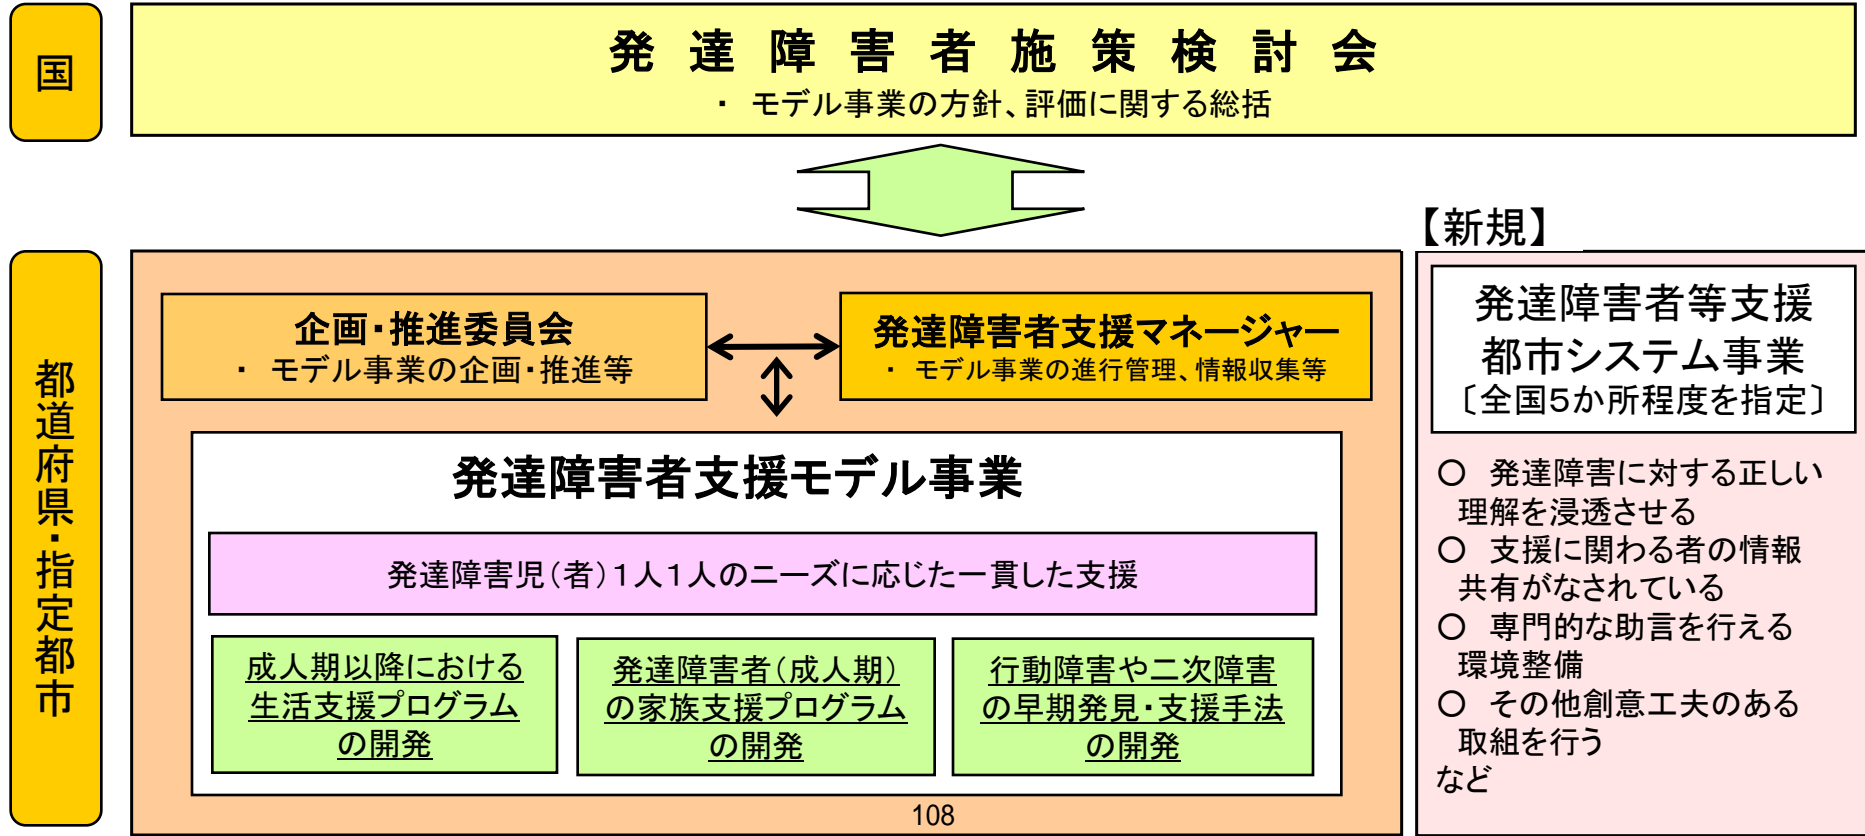 国
発達障害者施策検討会
・ モデル事業の方針、評価に関する総括
都道府県・指定都市
企画・推進委員会
・ モデル事業の企画・推進等
発達障害者支援マネージャー
・ モデル事業の進行管理、情報収集等
発達障害者支援モデル事業
発達障害児(者)1人1人のニーズに応じた一貫した支援
成人期以降における
生活支援プログラム
の開発
発達障害者(成人期)
の家族支援プログラム
の開発
行動障害や二次障害
の早期発見・支援手法
の開発
108
【新規】
発達障害者等支援
都市システム事業
〔全国5か所程度を指定〕
○ 発達障害に対する正しい
理解を浸透させる
○ 支援に関わる者の情報
共有がなされている
○ 専門的な助言を行える
環境整備
○ その他創意工夫のある
取組を行う
など